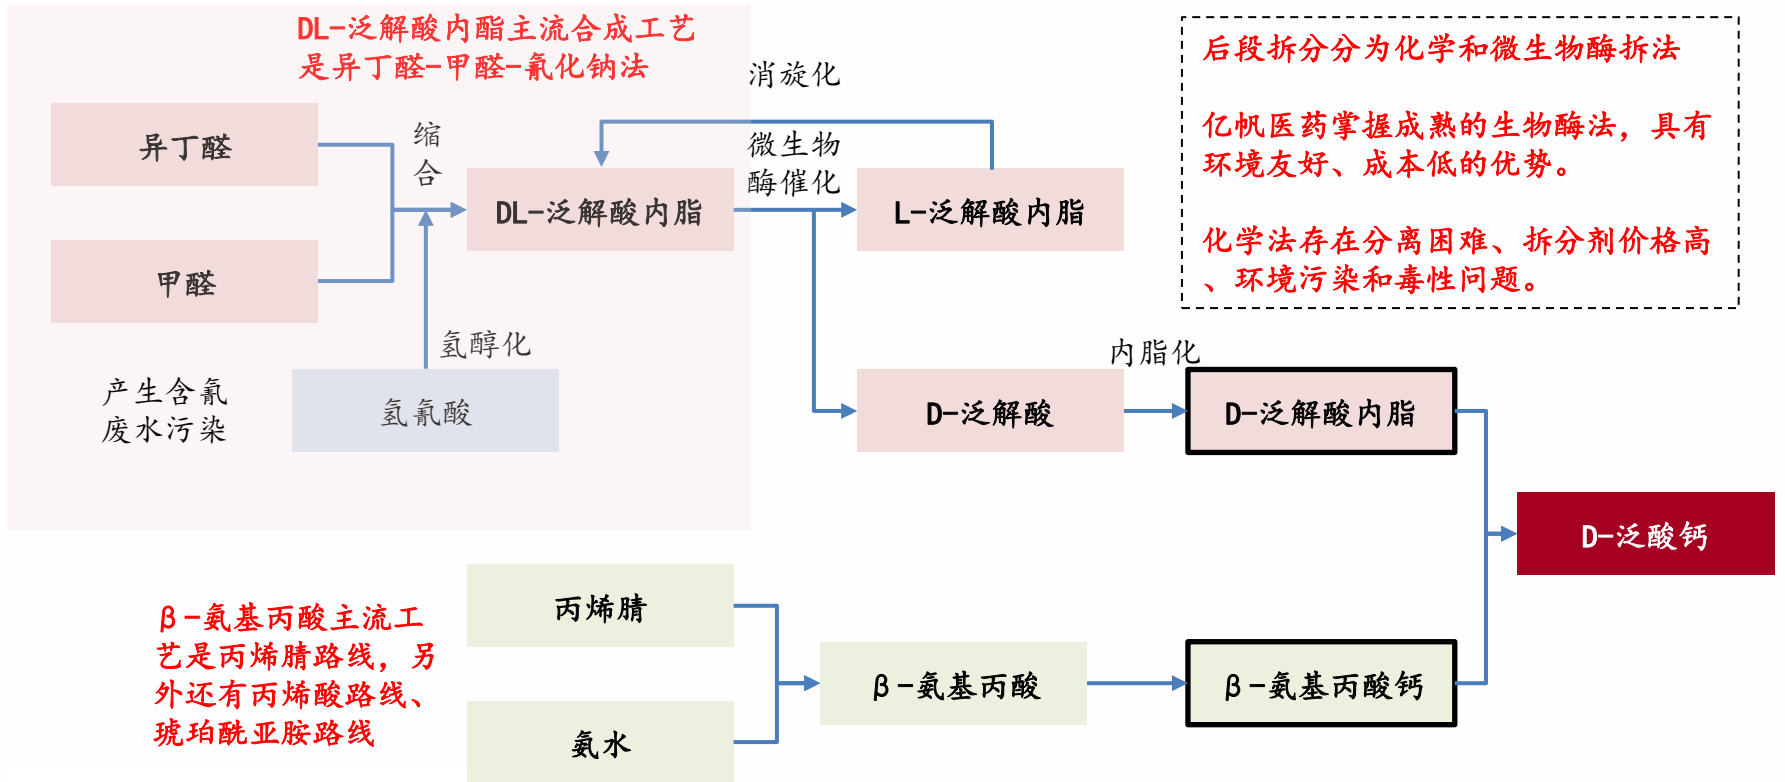 DL-泛解酸内酯主流合成工艺
是异丁醛-甲醛-氰化钠法
异丁醛
甲醛
缩
合
氢醇化
氢氰酸
产生含氰
废水污染
DL-泛解酸内脂
消旋化
微生物
酶催化
L-泛解酸内脂
D-泛解酸
内脂化
D-泛解酸内脂
后段拆分分为化学和微生物酶拆法
亿帆医药掌握成熟的生物酶法，具有
环境友好、成本低的优势。
化学法存在分离困难、拆分剂价格高
、环境污染和毒性问题。
D-泛酸钙
β-氨基丙酸主流工
艺是丙烯腈路线，另
外还有丙烯酸路线、
琥珀酰亚胺路线
丙烯腈
氨水
β-氨基丙酸
β-氨基丙酸钙